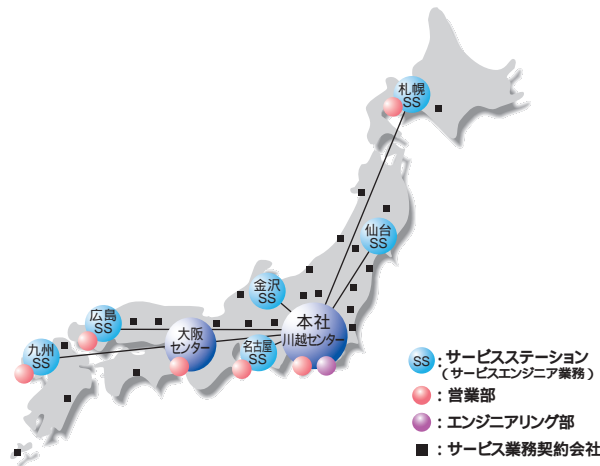 札幌
SS
仙台
SS
金沢
SS
広島
SS
大阪
センター
本社
川越センター
名古屋
SS
九州
SS
SS : サービスステーション
(サービスエンジニア業務)
: 営業部
: エンジニアリング部
: サービス業務契約会社